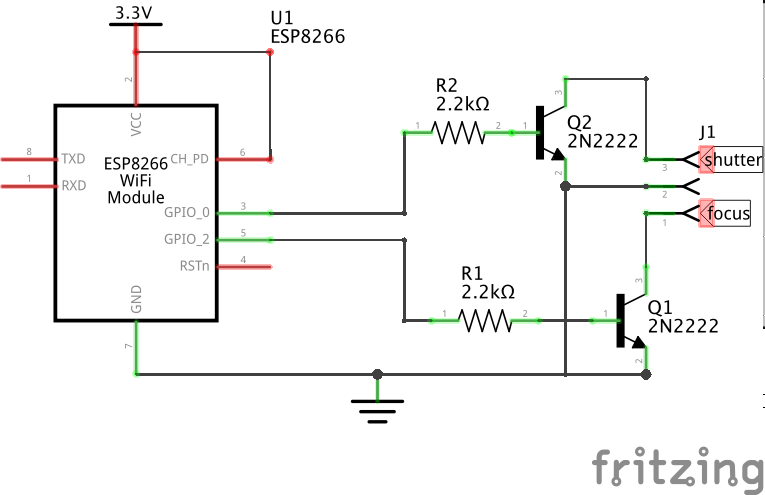 3.3V
U1
ESP8266
2
VCC
R2
2.2kΩ
1
2
1
3
Q2
2N2222
2
J1
shutter
3
2
focus
1
8
TXD
1
RXD
ESP8266
WiFi
Module
CH_PD
6
GPIO_0
3
GPIO_2
5
RSTn
4
GND
7
R1
2.2kΩ
1
2
1
3
Q1
2N2222
2
fritzing